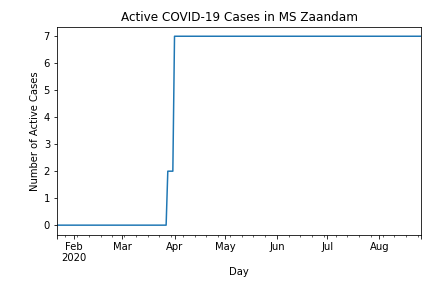 Active COVID-19 Cases in MS Zaandam
Number of Active Cases
7
6
5
4
3
2
1
0
Feb Mar Apr May Jun Jul Aug
2020
Day